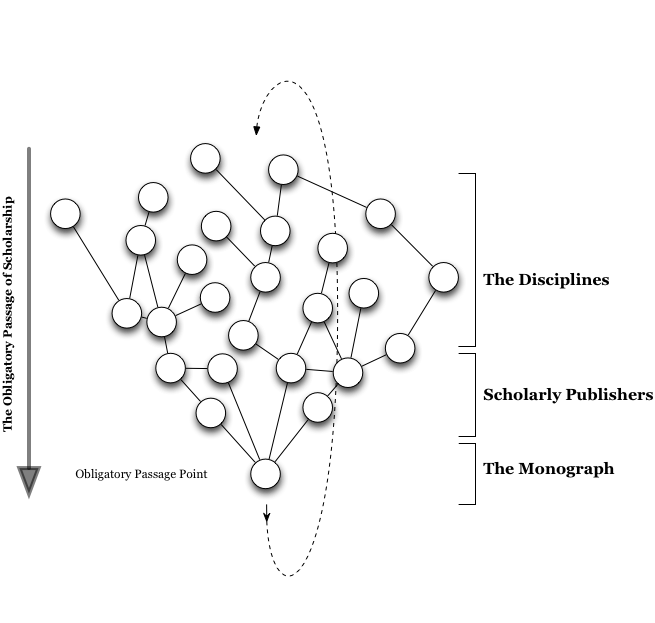 The Obligatory Passage of Scholarship
The Disciplines
Scholarly Publishers
The Monograph
Obligatory Passage Point